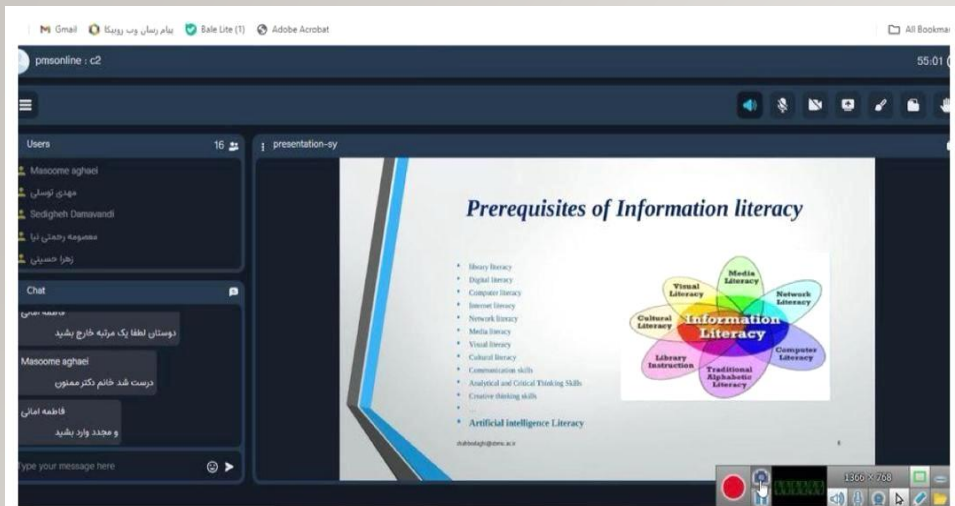 Gmail
پیام رسان وب روبیکا
Bale Lite (1)
Adobe Acrobat
All Bookma
pmsonline : c2
55:01
Users
16
presentation-sy
Masoome aghaei
مهدی توسلی
Sedigheh Damavandi
معصومه رحمتی نیا
زهرا حسینی
Chat
دوستان لطفا یک مرتبه خارج بشید
Masoome aghaei
درست شد خانم دکتر ممنون
فاطمه امانی
و مجدد وارد بشید
Type your message here
Prerequisites of Information literacy
library literacy
Digital literacy
Computer literacy
Internet literacy
Network literacy
Media literacy
Visual literacy
Cultural literacy
Communication skills
Analytical and Critical Thinking Skills
Creative thinking skills
...
Artificial intelligence Literacy
6
Media
Literacy
Visual
Literacy
Network
Literacy
Cultural
Literacy
Information
Literacy
Computer
Literacy
Library
Instruction
Traditional
Alphabetic
Literacy
1366 x 768